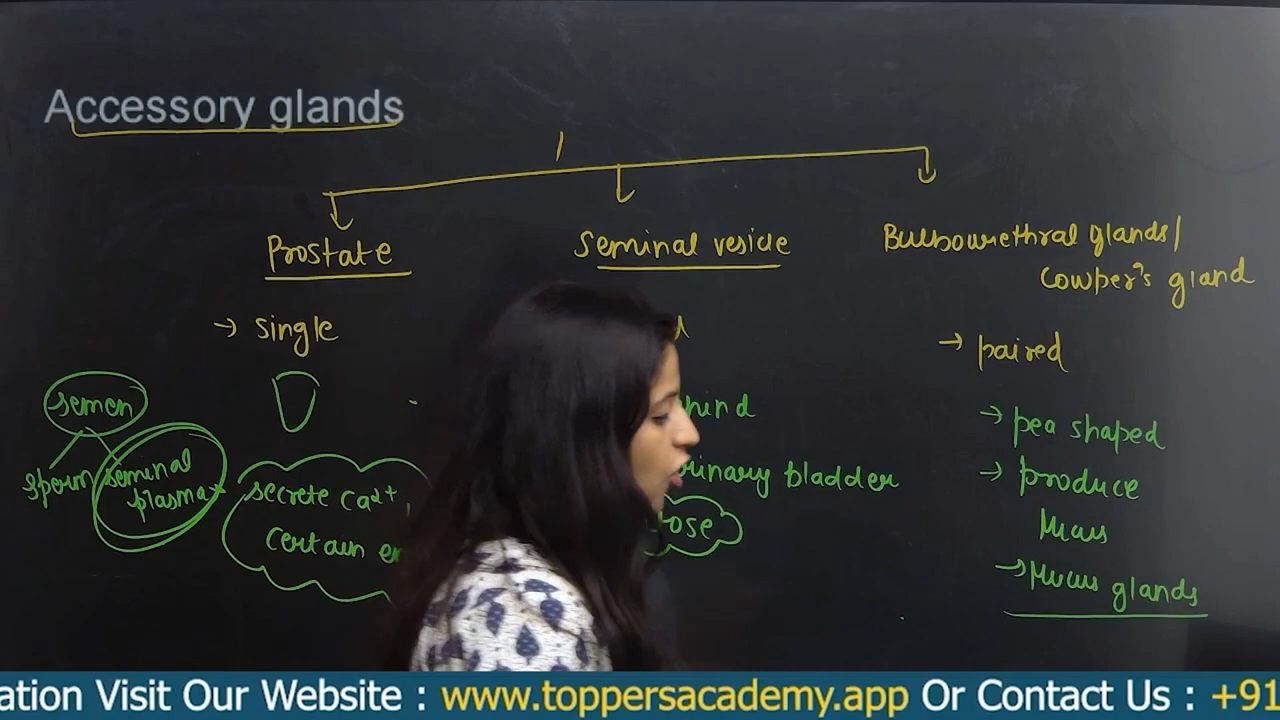 Accessory glands
Prostate
Seminal vesicle
Bulbourethral glands/
Cowper's gland
→ single
→ paired
semen
sperm
seminal
plasma
secrete Ca2+,
certain
hind
urinary bladder
ose
→ pea shaped
→ produce
Mucus
→ Mucus glands
ation Visit Our Website : www.toppersacademy.app Or Contact Us : +91